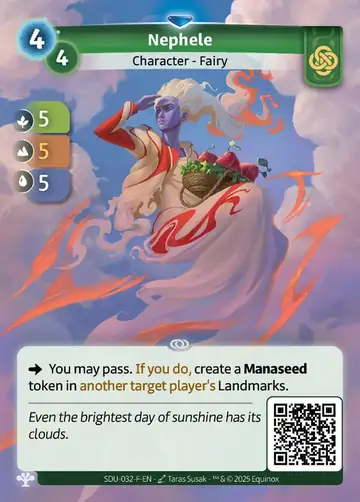 4
4
Nephele
Character - Fairy
5
5
5
➔ You may pass. If you do, create a Manaseed
token in another target player's Landmarks.
Even the brightest day of sunshine has its
clouds.
SDU-032-F-EN - Taras Susak - ™ & © 2025 Equinox